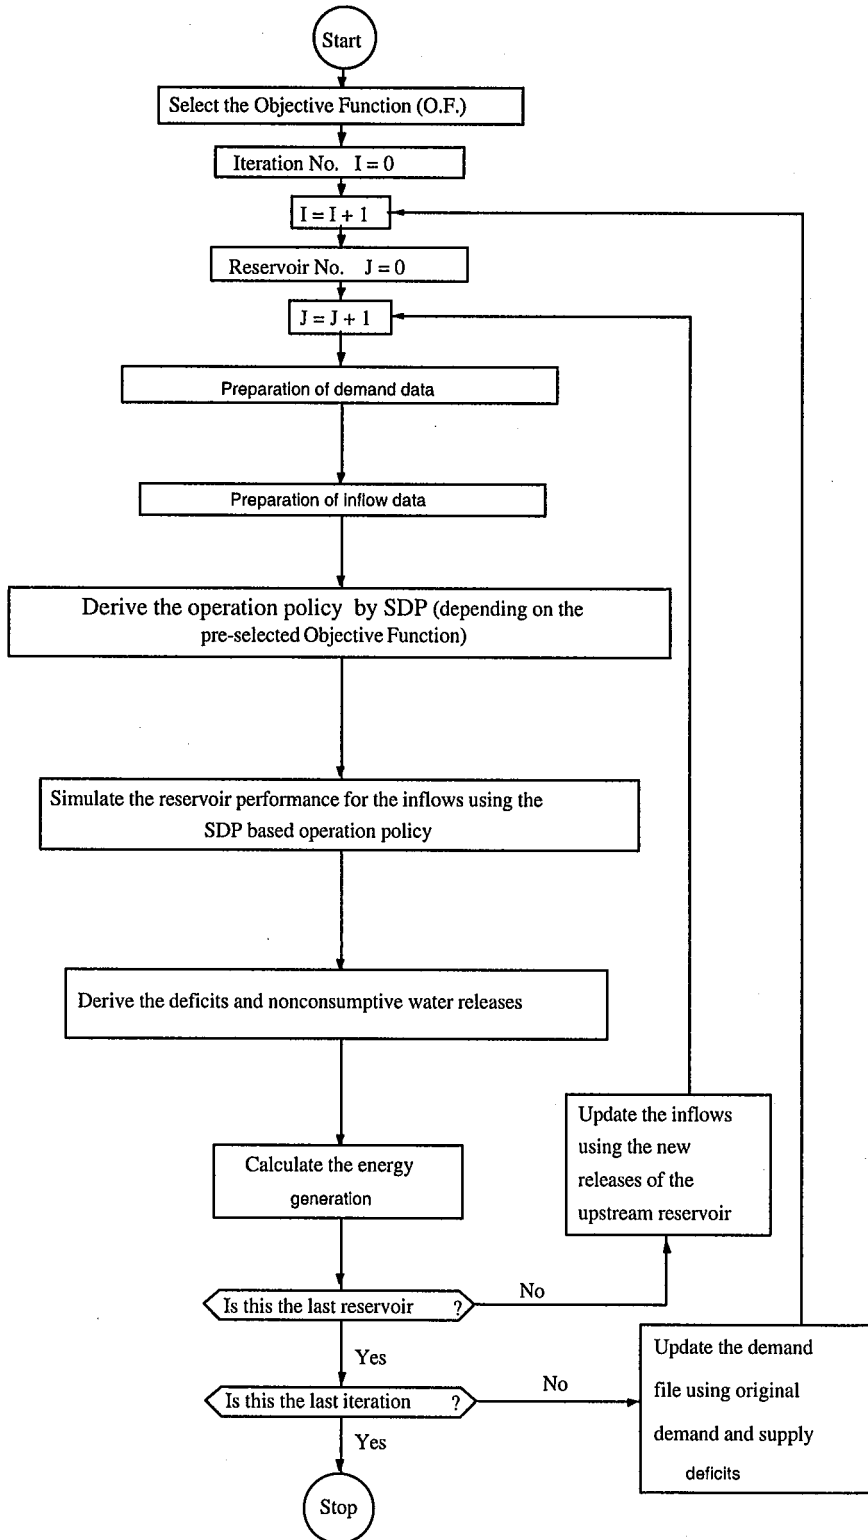 Start
Select the Objective Function (O.F.)
Iteration No. I = 0
I = I + 1
Reservoir No. J = 0
J = J + 1
Preparation of demand data
Preparation of inflow data
Derive the operation policy by SDP (depending on the
pre-selected Objective Function)
Simulate the reservoir performance for the inflows using the
SDP based operation policy
Derive the deficits and nonconsumptive water releases
Update the inflows
using the new
releases of the
upstream reservoir
Calculate the energy
generation
Is this the last reservoir ?
No
Yes
Update the demand
file using original
demand and supply
deficits
Is this the last iteration ?
No
Yes
Stop